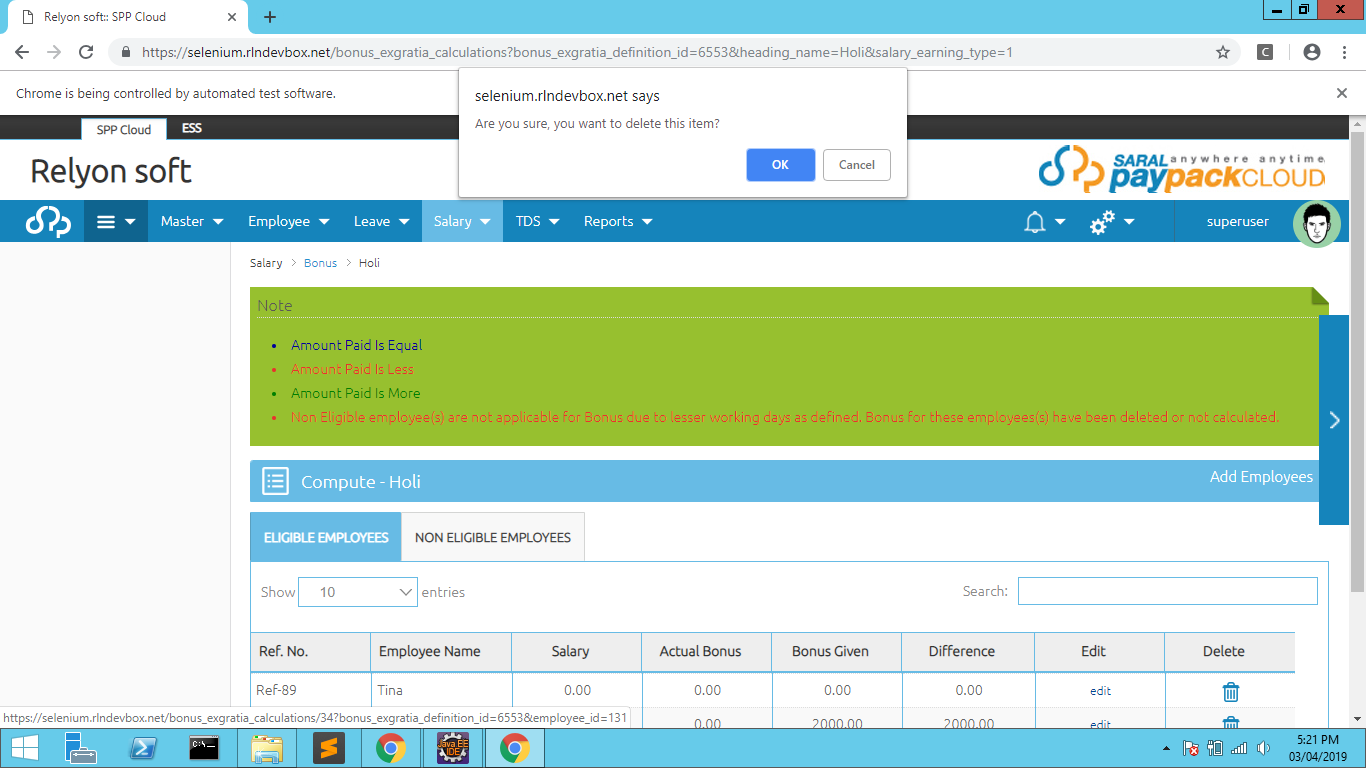 Relyon soft:: SPP Cloud
https://selenium.rlndevbox.net/bonus_exgratia_calculations?bonus_exgratia_definition_id=6553&heading_name=Holi&salary_earning_type=1
C
Chrome is being controlled by automated test software.
selenium.rlndevbox.net says
Are you sure, you want to delete this item?
OK Cancel
SPP Cloud ESS
Relyon soft
SARAL anywhere anytime
paypackCLOUD
Master Employee Leave Salary TDS Reports superuser
Salary > Bonus > Holi
Note
• Amount Paid Is Equal
• Amount Paid Is Less
• Amount Paid Is More
• Non Eligible employee(s) are not applicable for Bonus due to lesser working days as defined. Bonus for these employees(s) have been deleted or not calculated.
Compute - Holi Add Employees
ELIGIBLE EMPLOYEES NON ELIGIBLE EMPLOYEES
Show 10 entries Search:
Ref. No. Employee Name Salary Actual Bonus Bonus Given Difference Edit Delete
Ref-89 Tina 0.00 0.00 0.00 0.00 edit
0.00 2000.00 2000.00 edit
https://selenium.rlndevbox.net/bonus_exgratia_calculations/34?bonus_exgratia_definition_id=6553&employee_id=131
C:\
Java EE
IDE
5:21 PM
03/04/2019